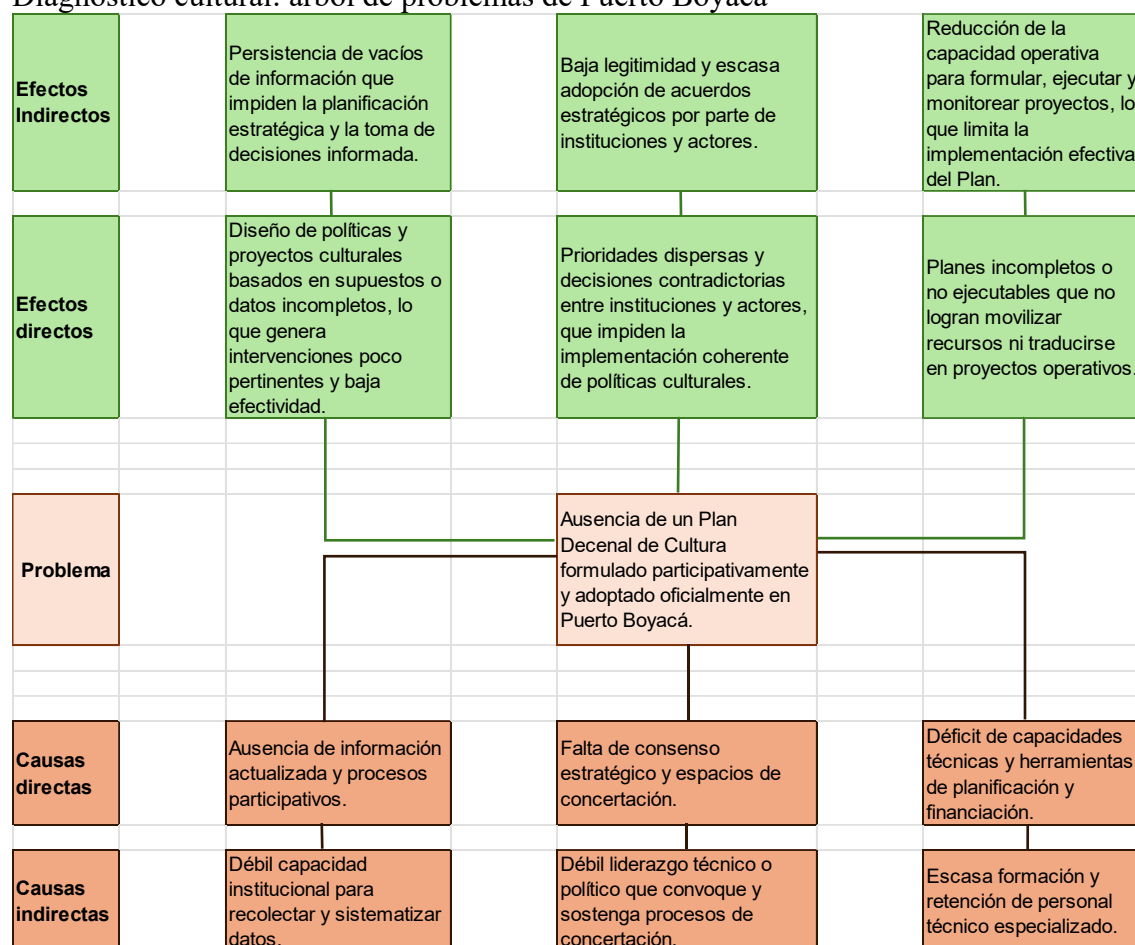 Diagnóstico cultural: árbol de problemas de Puerto Boyacá
Efectos
Indirectos
Persistencia de vacíos
de información que
impiden la planificación
estratégica y la toma de
decisiones informada.
Baja legitimidad y escasa
adopción de acuerdos
estratégicos por parte de
instituciones y actores.
Reducción de la
capacidad operativa
para formular, ejecutar y
monitorear proyectos, lo
que limita la
implementación efectiva
del Plan.
Efectos
directos
Diseño de políticas y
proyectos culturales
basados en supuestos o
datos incompletos, lo
que genera
intervenciones poco
pertinentes y baja
efectividad.
Prioridades dispersas y
decisiones contradictorias
entre instituciones y actores,
que impiden la
implementación coherente
de políticas culturales.
Planes incompletos o
no ejecutables que no
logran movilizar
recursos ni traducirse
en proyectos operativos.
Problema
Ausencia de un Plan
Decenal de Cultura
formulado participativamente
y adoptado oficialmente en
Puerto Boyacá.
Causas
directas
Ausencia de información
actualizada y procesos
participativos.
Falta de consenso
estratégico y espacios de
concertación.
Déficit de capacidades
técnicas y herramientas
de planificación y
financiación.
Causas
indirectas
Débil capacidad
institucional para
recolectar y sistematizar
datos.
Débil liderazgo técnico o
político que convoque y
sostenga procesos de
concertación.
Escasa formación y
retención de personal
técnico especializado.